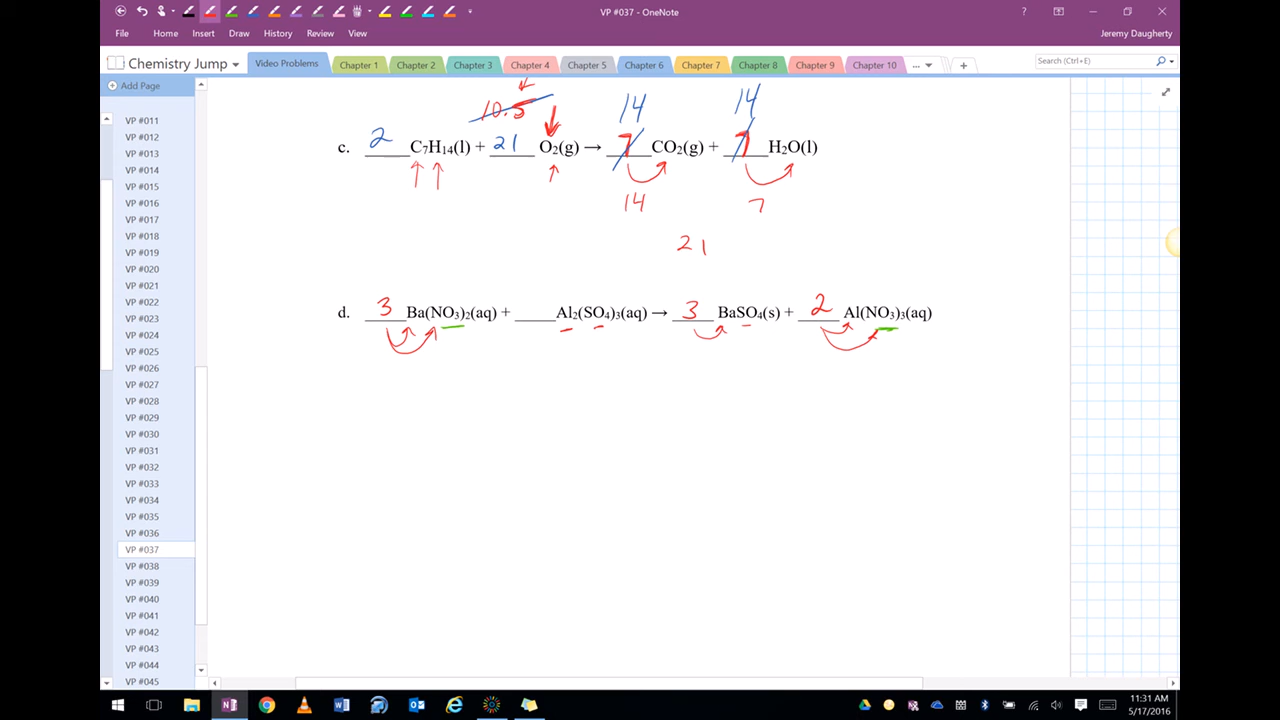 VP #037 - OneNote
?
File Home Insert Draw History Review View
Jeremy Daugherty
Chemistry Jump
Video Problems Chapter 1 Chapter 2 Chapter 3 Chapter 4 Chapter 5 Chapter 6 Chapter 7 Chapter 8 Chapter 9 Chapter 10 ... +
Search (Ctrl+E)
+ Add Page
VP #011
VP #012
VP #013
VP #014
VP #015
VP #016
VP #017
VP #018
VP #019
VP #020
VP #021
VP #022
VP #023
VP #024
VP #025
VP #026
VP #027
VP #028
VP #029
VP #030
VP #031
VP #032
VP #033
VP #034
VP #035
VP #036
VP #037
VP #038
VP #039
VP #040
VP #041
VP #042
VP #043
VP #044
VP #045
10.5 14 14
c. 2 C7H14(l) + 21 O2(g) → 7 CO2(g) + 7 H2O(l)
14 7
21
d. 3 Ba(NO3)2(aq) + ____ Al2(SO4)3(aq) → 3 BaSO4(s) + 2 Al(NO3)3(aq)
11:31 AM
5/17/2016